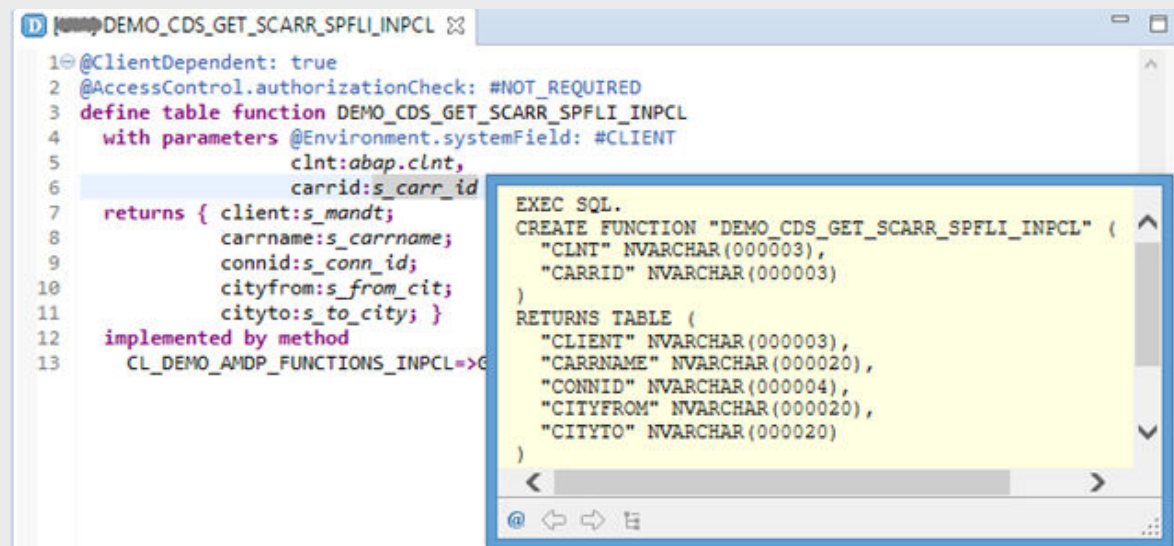 DEMO_CDS_GET_SCARR_SPFLI_INPCL
1 @ClientDependent: true
2 @AccessControl.authorizationCheck: #NOT_REQUIRED
3 define table function DEMO_CDS_GET_SCARR_SPFLI_INPCL
4 with parameters @Environment.systemField: #CLIENT
5 clnt:abap.clnt,
6 carrid:s_carr_id
7 returns { client:s_mandt;
8 carrname:s_carrname;
9 connid:s_conn_id;
10 cityfrom:s_from_cit;
11 cityto:s_to_city; }
12 implemented by method
13 CL_DEMO_AMDP_FUNCTIONS_INPCL=>G
EXEC SQL.
CREATE FUNCTION "DEMO_CDS_GET_SCARR_SPFLI_INPCL" (
"CLNT" NVARCHAR(000003),
"CARRID" NVARCHAR(000003)
)
RETURNS TABLE (
"CLIENT" NVARCHAR(000003),
"CARRNAME" NVARCHAR(000020),
"CONNID" NVARCHAR(000004),
"CITYFROM" NVARCHAR(000020),
"CITYTO" NVARCHAR(000020)
)
@